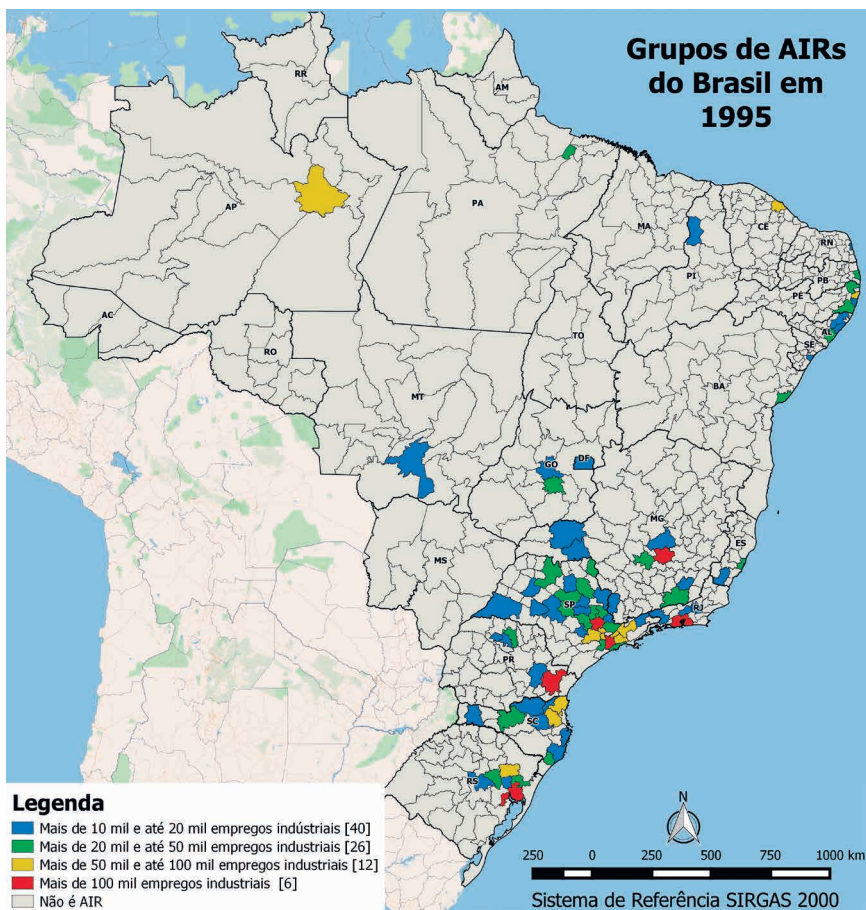 Grupos de AIRs
do Brasil em
1995
RR
AM
AP
PA
MA
CE
RN
PB
PI
PE
AL
SE
AC
RO
TO
MT
BA
GO
DF
MG
ES
MS
SP
RJ
PR
SC
RS
Legenda
Mais de 10 mil e até 20 mil empregos indústriais [40]
Mais de 20 mil e até 50 mil empregos industriais [26]
Mais de 50 mil e até 100 mil empregos industriais [12]
Mais de 100 mil empregos industriais [6]
Não é AIR
N
250 0 250 500 750 1000 km
Sistema de Referência SIRGAS 2000